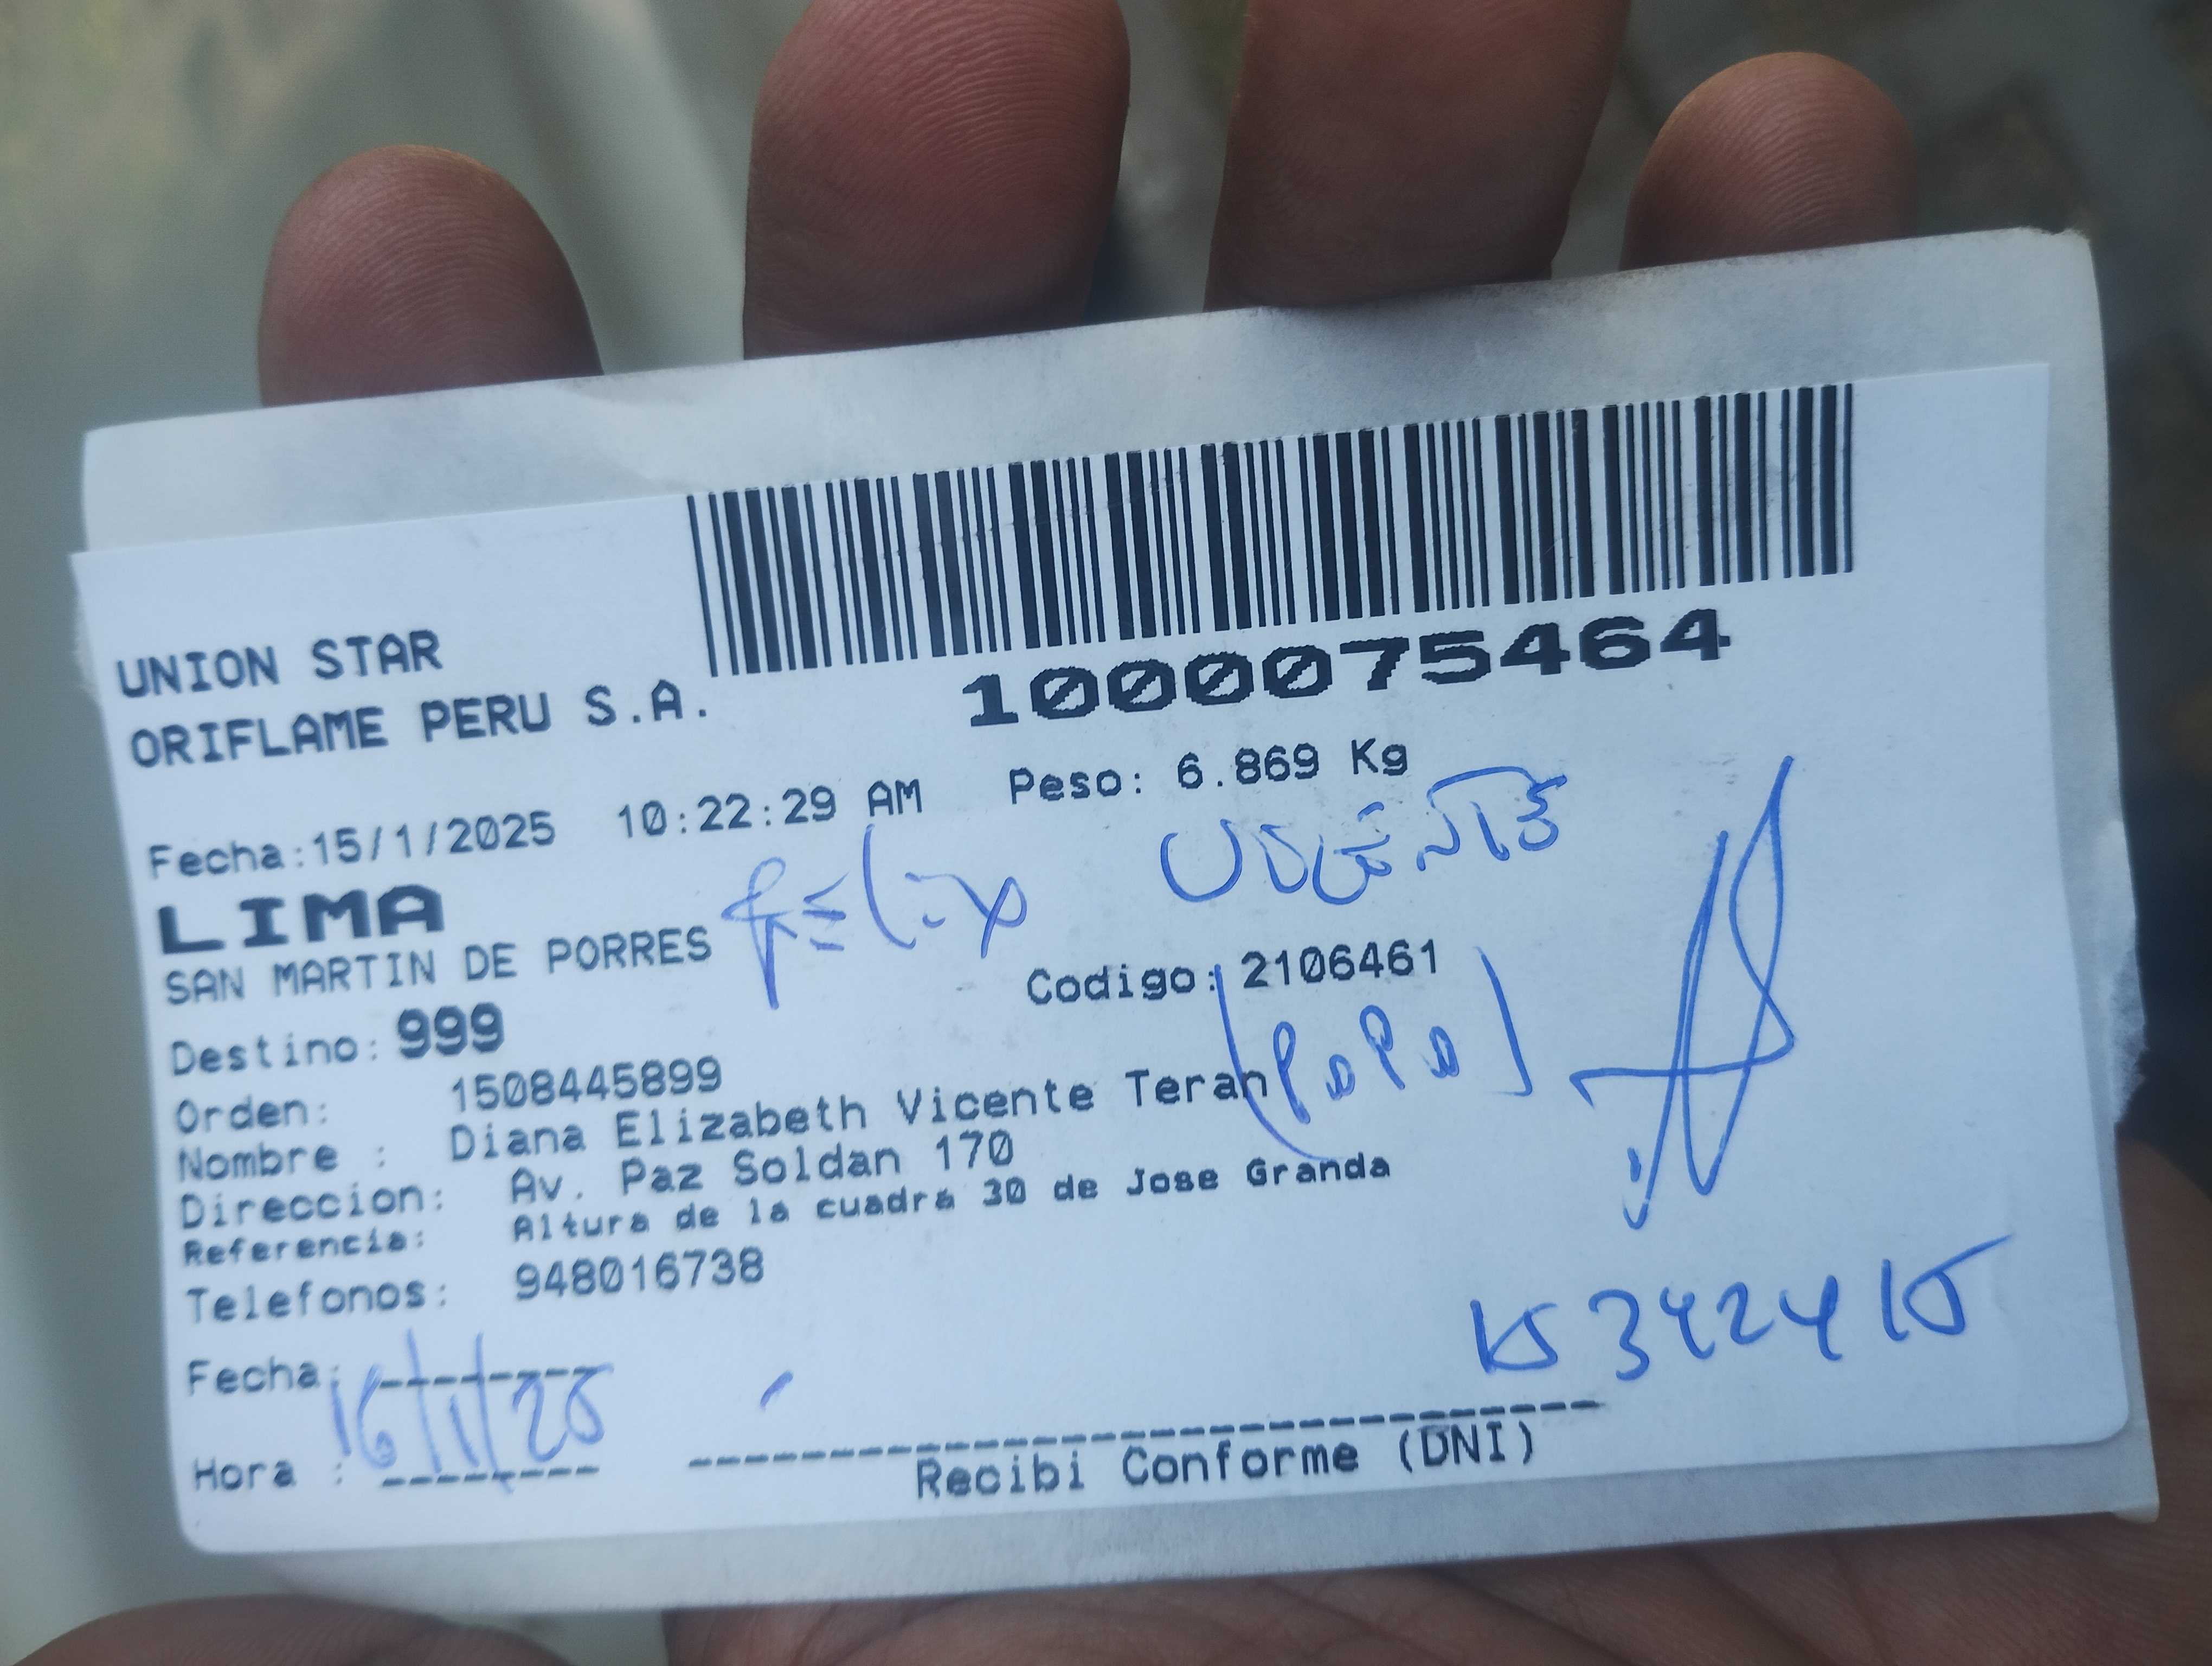 1000075464
UNION STAR
ORIFLAME PERU S.A.
Fecha:15/1/2025 10:22:29 AM Peso: 6.869 Kg
LIMA
felix
SAN MARTIN DE PORRES
Destino: 999 Codigo: 2106461
Orden: 1508445899
(PAPA)
Nombre : Diana Elizabeth Vicente Teran
Direccion: Av. Paz Soldan 170
Referencia: Altura de la cuadra 30 de Jose Granda
Telefonos: 948016738
Fecha: 16/1/25
Hora :
Recibi Conforme (DNI)